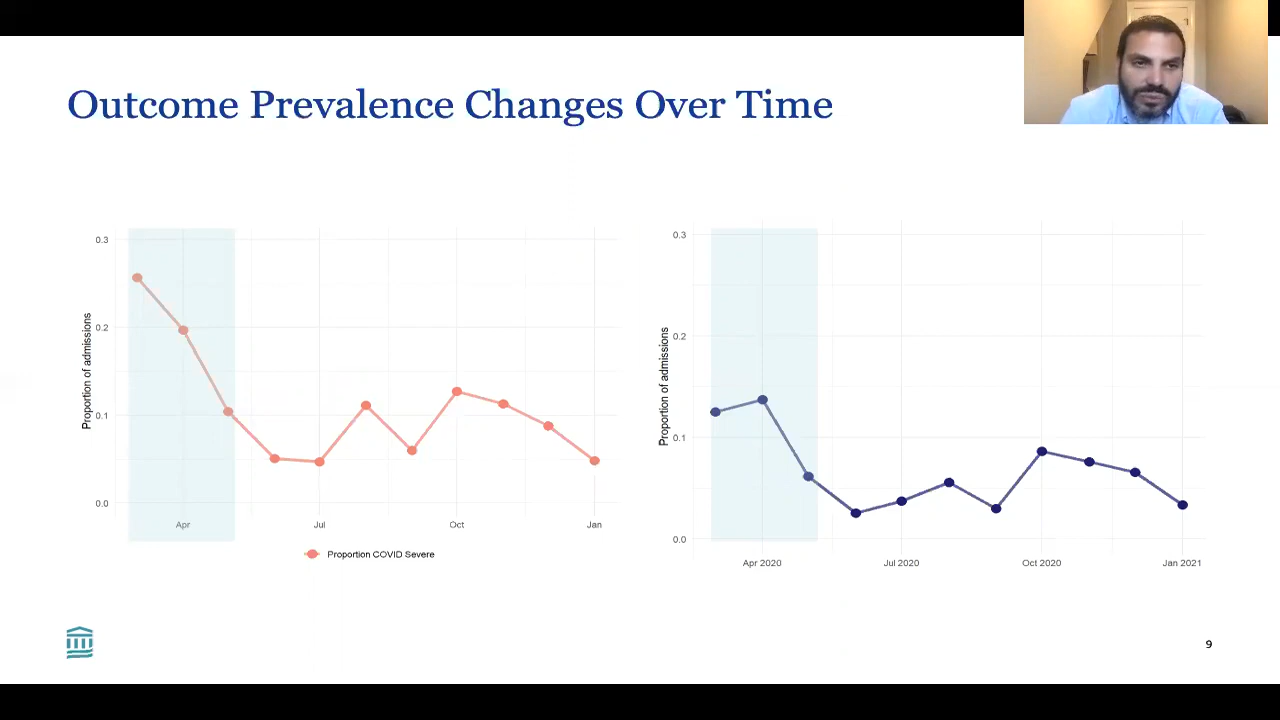 Outcome Prevalence Changes Over Time
0.3
0.2
0.1
0.0
Proportion of admissions
Apr
Jul
Oct
Jan
Proportion COVID Severe
0.3
0.2
0.1
0.0
Proportion of admissions
Apr 2020
Jul 2020
Oct 2020
Jan 2021
9